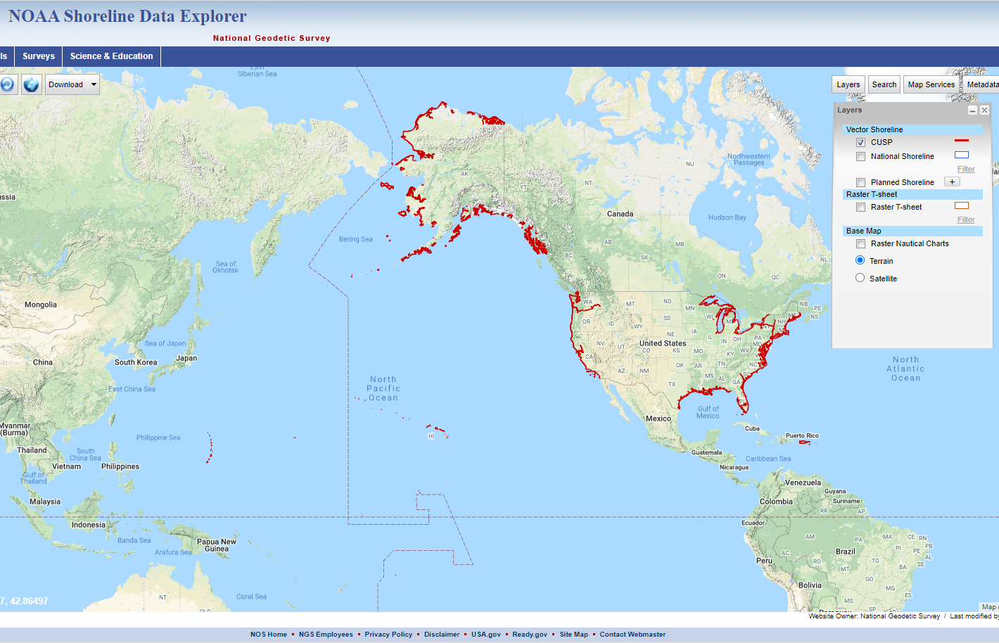 NOAA Shoreline Data Explorer
National Geodetic Survey
ls Surveys Science & Education
Download
Layers Search Map Services Metadata
Layers
Vector Shoreline
CUSP
National Shoreline
Filter
Planned Shoreline +
Raster T-sheet
Raster T-sheet
Filter
Base Map
Raster Nautical Charts
Terrain
Satellite
East
Siberian Sea
Northwestern
Passages
NU
AK
YT
NT
ssia
Canada
Hudson Bay
Bering Sea
AB
MB
SK
BC
NL
ON
QC
Sea of
Okhotsk
Mongolia
WA
MT
ND
MN
NB
PE
NS
OR
ID
WY
SD
WI
MI
NH
ME
NY
NE
IA
IL
IN
OH
PA
MD
NV
UT
United States
CO
KS
MO
KY
WV
CA
AZ
NM
OK
AR
TN
NC
SC
MS
AL
GA
TX
FL
Sea of Japan
China
South Korea
Japan
East China Sea
North
Pacific
Ocean
North
Atlantic
Ocean
Gulf of
Mexico
Mexico
Cuba
Puerto Rico
HI
Myanmar
(Burma)
Philippine Sea
Thailand
South
China Sea
Vietnam
Philippines
Gulf of
Thailand
Guatemala
Caribbean Sea
Nicaragua
Malaysia
Venezuela
Guyana
Colombia
Suriname
RR
AP
Indonesia
Ecuador
Banda Sea
Papua New
Guinea
Arafura Sea
AM
PA
MA
CE
RN
PB
PI
AL
SE
AC
Brazil
TO
Peru
RO
MT
BA
GO
Bolivia
MG
ES
MS
SP
Paraguay
NT
QLD
Coral Sea
7, 42.86497
Map
Website Owner: National Geodetic Survey / Last modified by
NOS Home ▪ NGS Employees ▪ Privacy Policy ▪ Disclaimer ▪ USA.gov ▪ Ready.gov ▪ Site Map ▪ Contact Webmaster